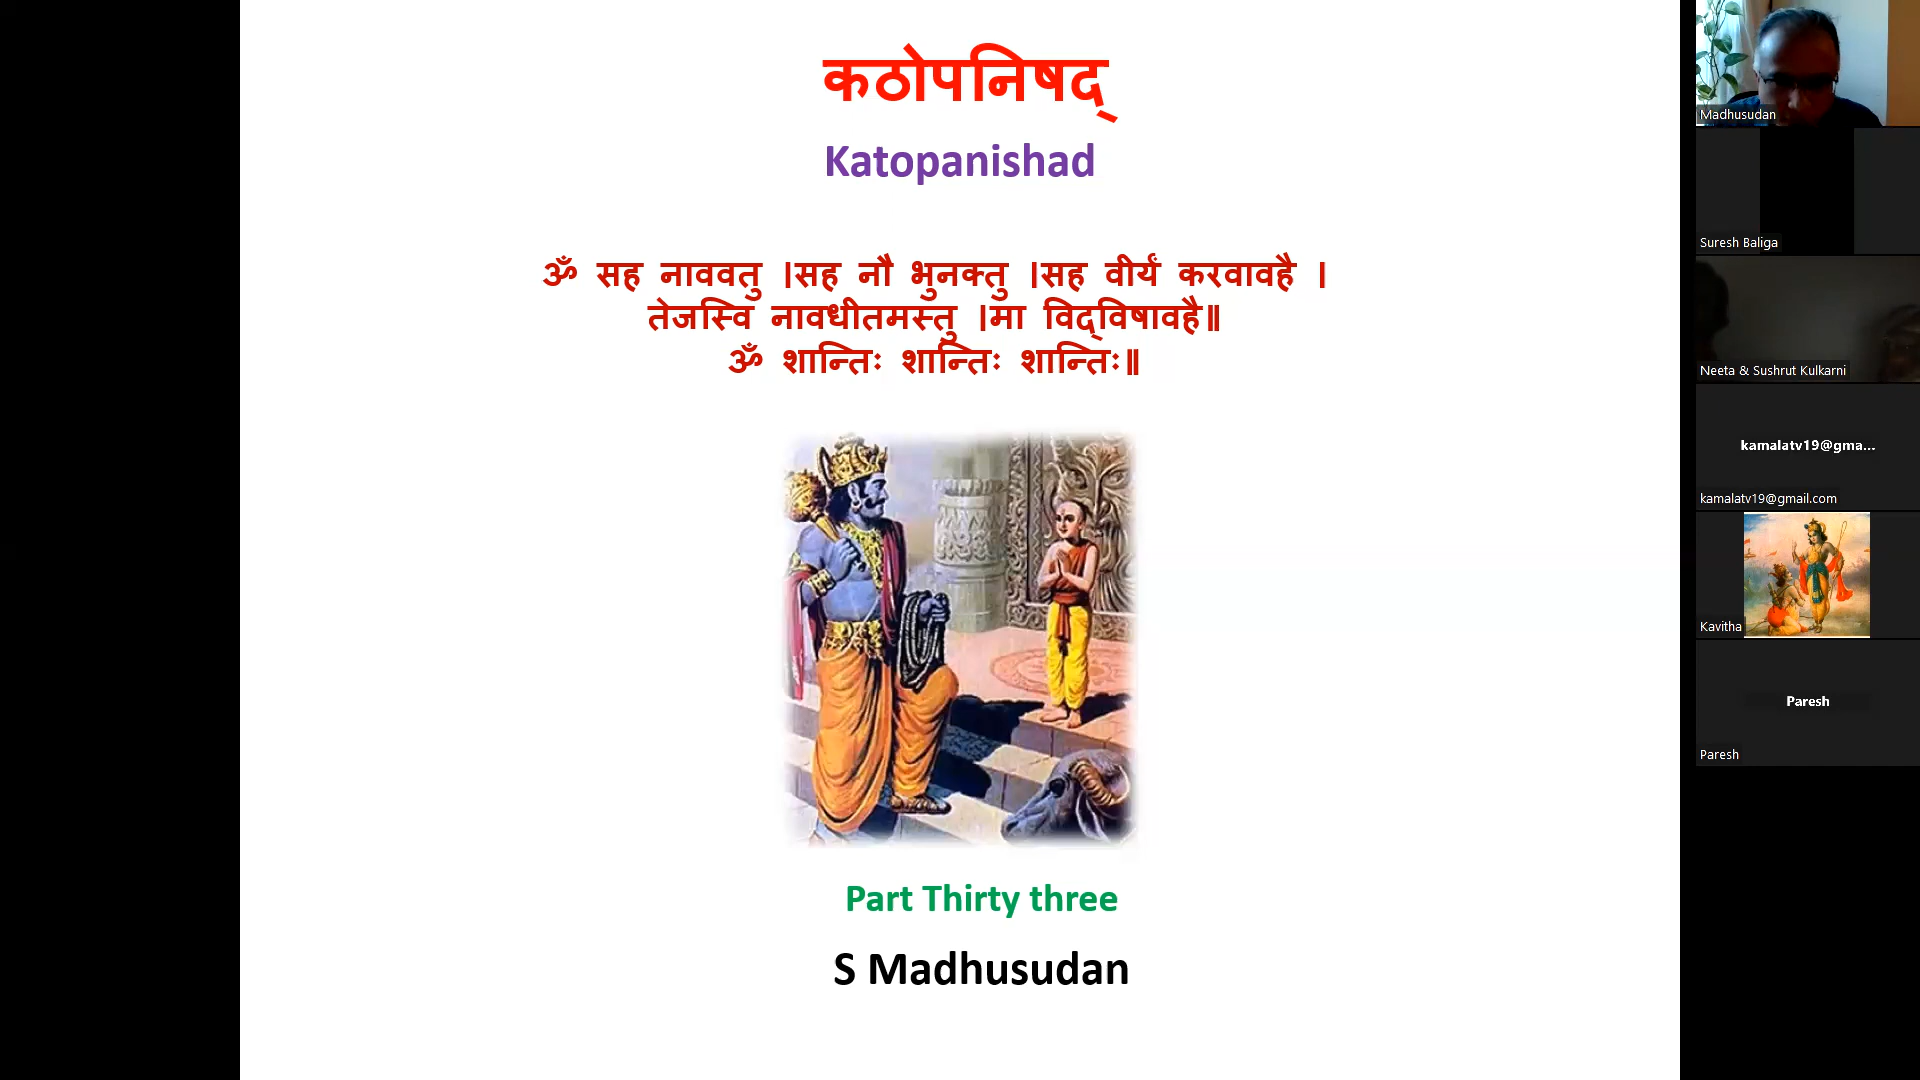 कठोपनिषद्
Katopanishad
ॐ सह नाववतु ।सह नौ भुनक्तु ।सह वीर्यं करवावहै ।
तेजस्वि नावधीतमस्तु ।मा विद्‌विषावहै॥
ॐ शान्तिः शान्तिः शान्तिः॥
Part Thirty three
S Madhusudan
Madhusudan
Suresh Baliga
Neeta & Sushrut Kulkarni
kamalatv19@gma...
kamalatv19@gmail.com
Kavitha
Paresh
Paresh